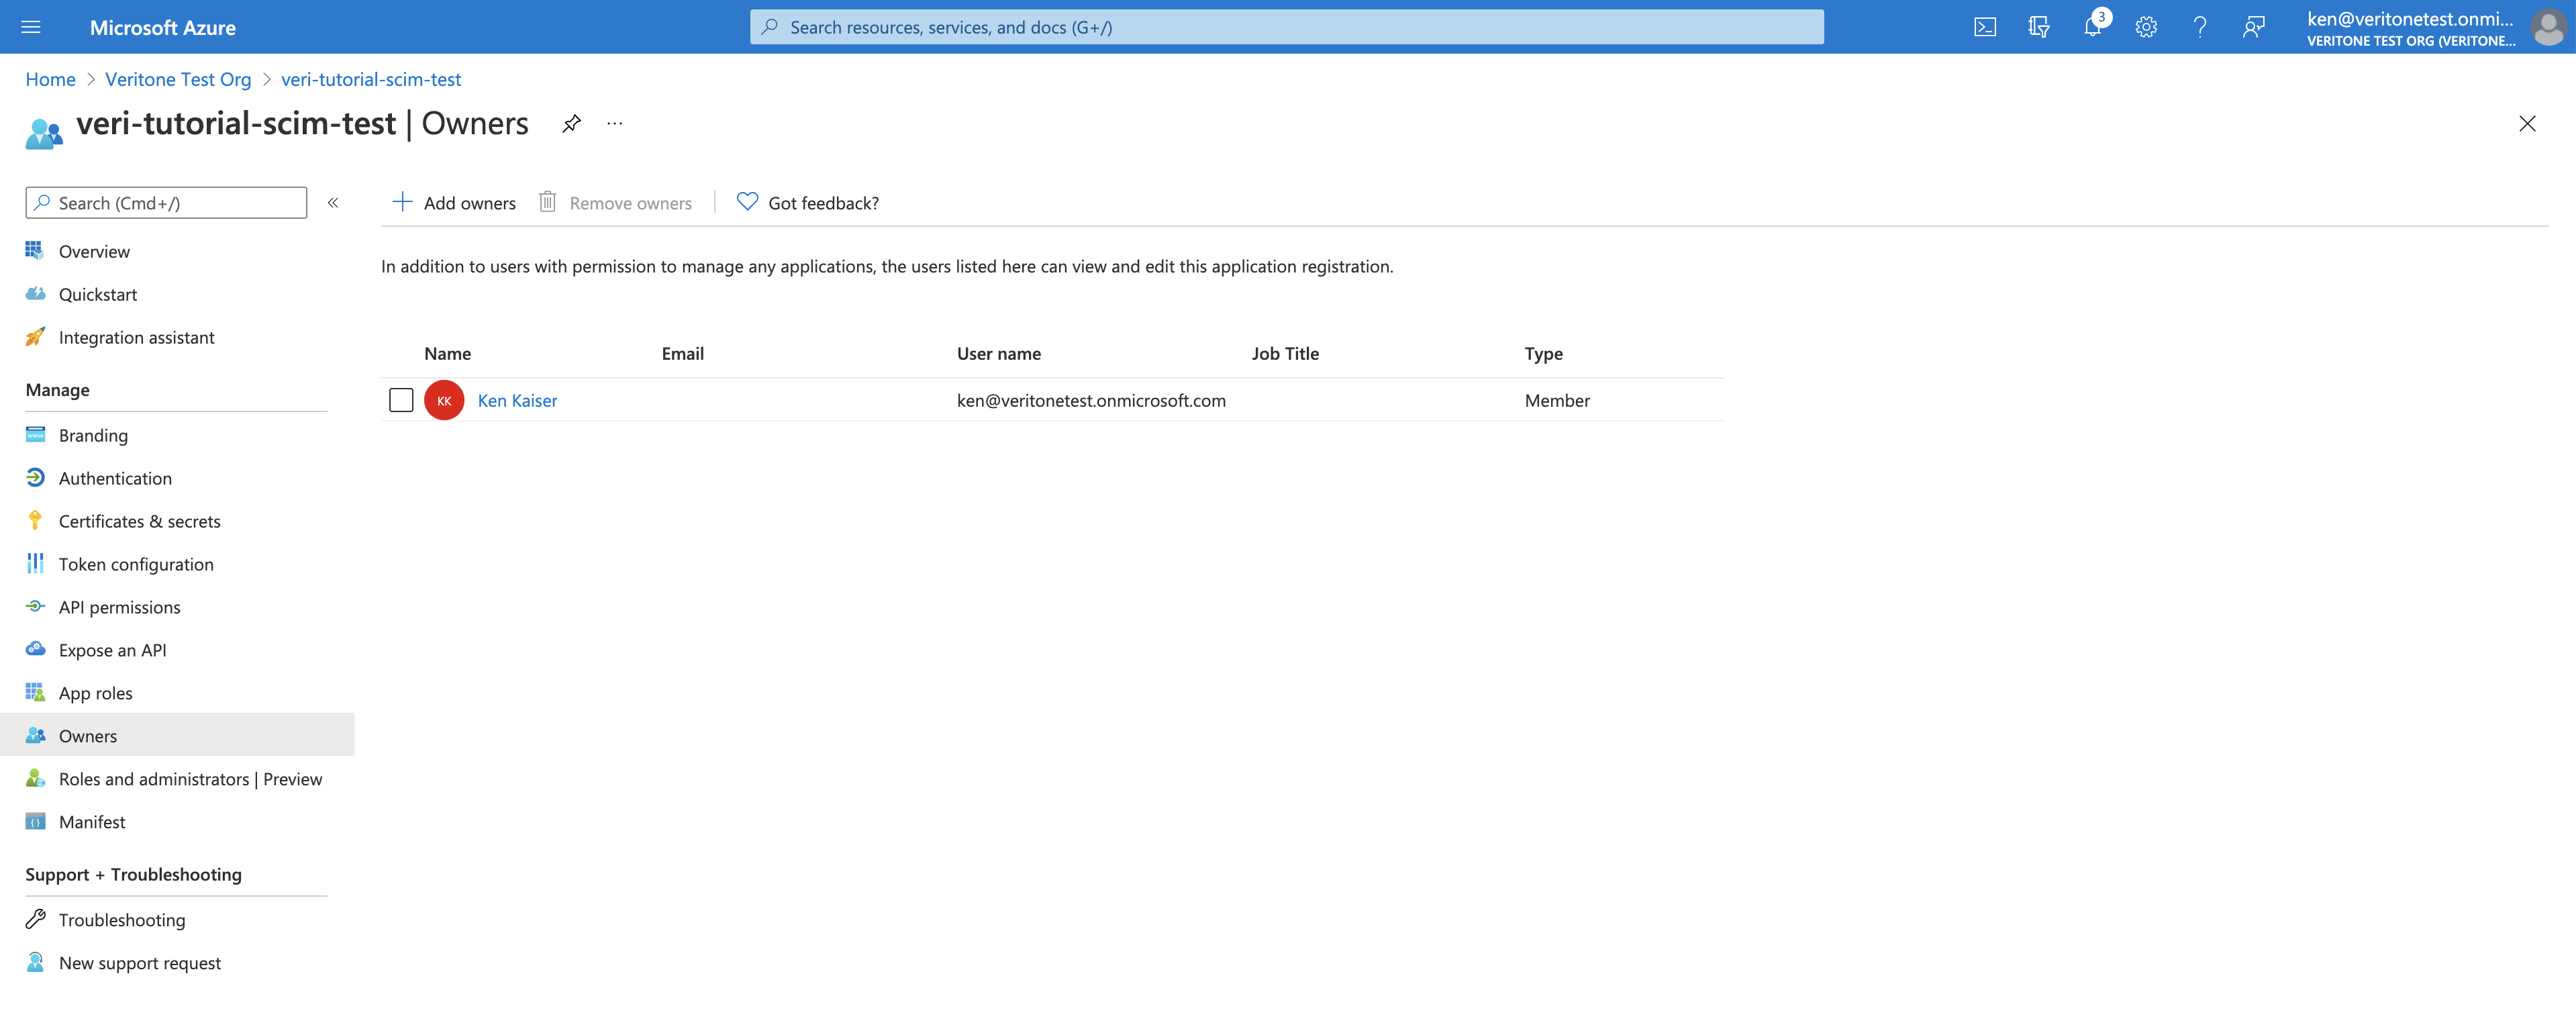 Microsoft Azure
Search resources, services, and docs (G+/)
3
ken@veritonetest.onmi...
VERITONE TEST ORG (VERITONE...
Home > Veritone Test Org > veri-tutorial-scim-test
veri-tutorial-scim-test | Owners
...
Search (Cmd+/)
«
Add owners
Remove owners
Got feedback?
Overview
Quickstart
Integration assistant
Manage
Branding
Authentication
Certificates & secrets
Token configuration
API permissions
Expose an API
App roles
Owners
Roles and administrators | Preview
Manifest
Support + Troubleshooting
Troubleshooting
New support request
In addition to users with permission to manage any applications, the users listed here can view and edit this application registration.
Name Email User name Job Title Type
KK Ken Kaiser ken@veritonetest.onmicrosoft.com Member